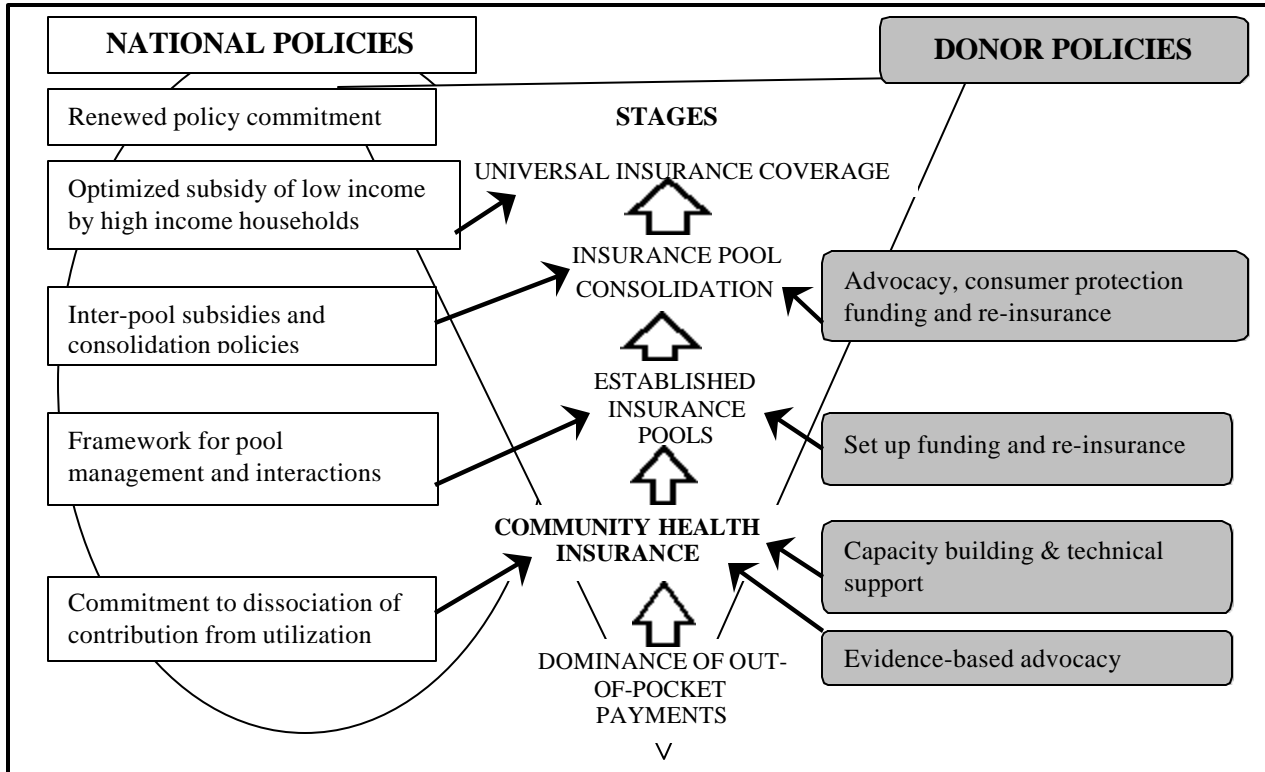 NATIONAL POLICIES
Renewed policy commitment
Optimized subsidy of low income
by high income households
Inter-pool subsidies and
consolidation policies
Framework for pool
management and interactions
Commitment to dissociation of
contribution from utilization
STAGES
UNIVERSAL INSURANCE COVERAGE
INSURANCE POOL
CONSOLIDATION
ESTABLISHED
INSURANCE
POOLS
COMMUNITY HEALTH
INSURANCE
DOMINANCE OF OUT-
OF-POCKET
PAYMENTS
DONOR POLICIES
Advocacy, consumer protection
funding and re-insurance
Set up funding and re-insurance
Capacity building & technical
support
Evidence-based advocacy